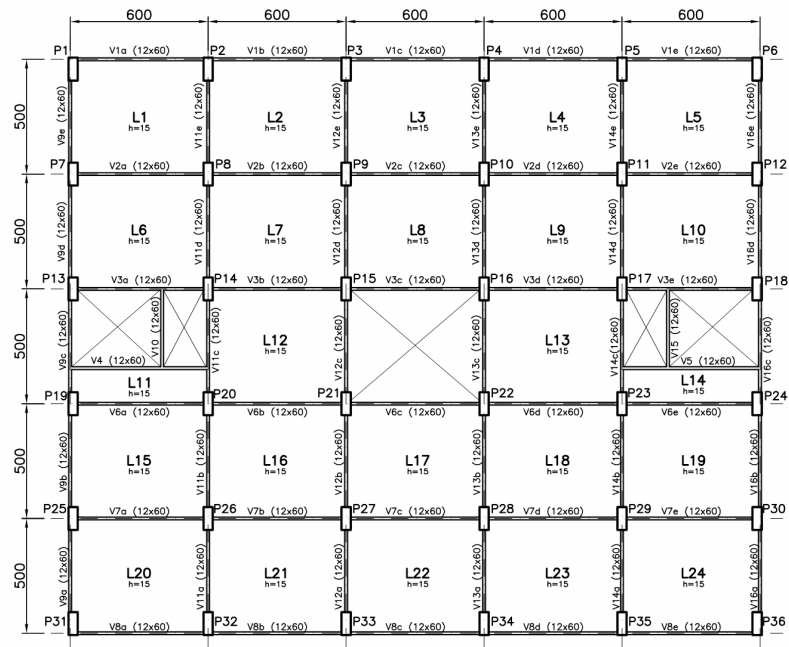 600 600 600 600 600
P1 V1a (12x60) P2 V1b (12x60) P3 V1c (12x60) P4 V1d (12x60) P5 V1e (12x60) P6
500
V9e (12x60) V11e (12x60) V12e (12x60) V13e (12x60) V14e (12x60) V16e (12x60)
L1 L2 L3 L4 L5
h=15 h=15 h=15 h=15 h=15
P7 V2a (12x60) P8 V2b (12x60) P9 V2c (12x60) P10 V2d (12x60) P11 V2e (12x60) P12
500
V9d (12x60) V11d (12x60) V12d (12x60) V13d (12x60) V14d (12x60) V16d (12x60)
L6 L7 L8 L9 L10
h=15 h=15 h=15 h=15 h=15
P13 V3a (12x60) P14 V3b (12x60) P15 V3c (12x60) P16 V3d (12x60) P17 V3e (12x60) P18
500
V9c (12x60) V10 (12x60) V11c (12x60) V12c (12x60) V13c (12x60) V14c (12x60) V15 (12x60) V16c (12x60)
L12 L13
h=15 h=15
V4 (12x60) V5 (12x60)
L11 L14
h=15 h=15
P19 V6a (12x60) P20 V6b (12x60) P21 V6c (12x60) P22 V6d (12x60) P23 V6e (12x60) P24
500
V9b (12x60) V11b (12x60) V12b (12x60) V13b (12x60) V14b (12x60) V16b (12x60)
L15 L16 L17 L18 L19
h=15 h=15 h=15 h=15 h=15
P25 V7a (12x60) P26 V7b (12x60) P27 V7c (12x60) P28 V7d (12x60) P29 V7e (12x60) P30
500
V9a (12x60) V11a (12x60) V12a (12x60) V13a (12x60) V14a (12x60) V16a (12x60)
L20 L21 L22 L23 L24
h=15 h=15 h=15 h=15 h=15
P31 V8a (12x60) P32 V8b (12x60) P33 V8c (12x60) P34 V8d (12x60) P35 V8e (12x60) P36